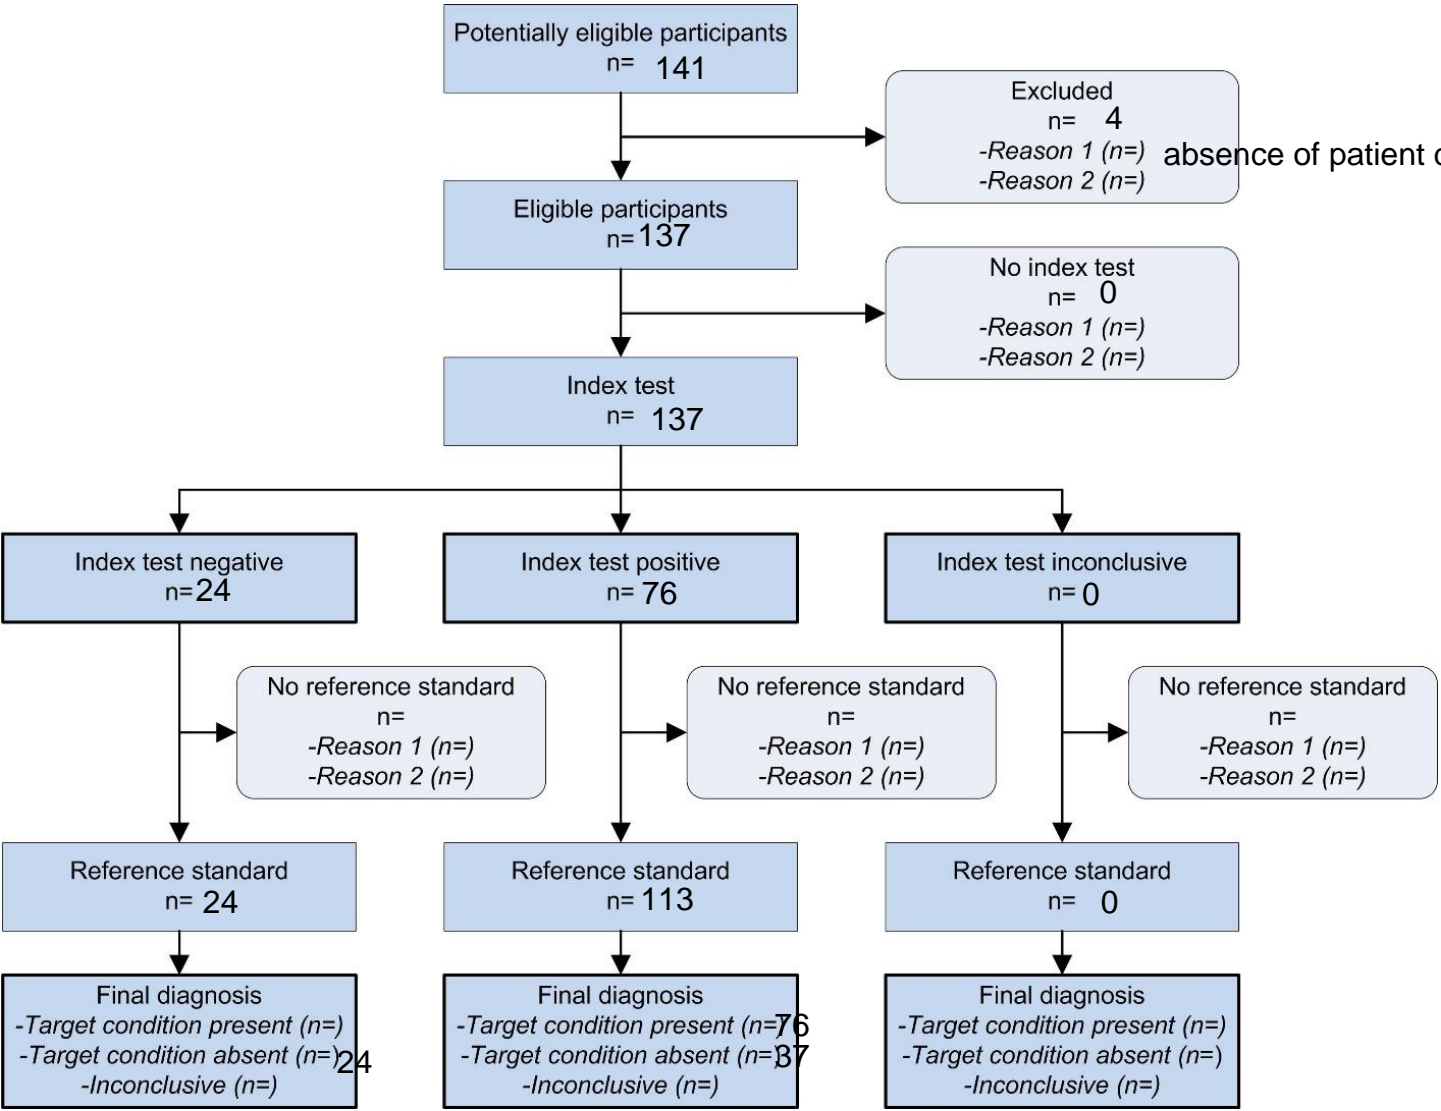 Potentially eligible participants
n= 141
Excluded
n= 4
-Reason 1 (n=) absence of patient
-Reason 2 (n=)
Eligible participants
n=137
No index test
n= 0
-Reason 1 (n=)
-Reason 2 (n=)
Index test
n= 137
Index test negative
n=24
Index test positive
n= 76
Index test inconclusive
n= 0
No reference standard
n=
-Reason 1 (n=)
-Reason 2 (n=)
No reference standard
n=
-Reason 1 (n=)
-Reason 2 (n=)
No reference standard
n=
-Reason 1 (n=)
-Reason 2 (n=)
Reference standard
n= 24
Reference standard
n= 113
Reference standard
n= 0
Final diagnosis
-Target condition present (n=)
-Target condition absent (n=) 24
-Inconclusive (n=)
Final diagnosis
-Target condition present (n=) 76
-Target condition absent (n=) 37
-Inconclusive (n=)
Final diagnosis
-Target condition present (n=)
-Target condition absent (n=)
-Inconclusive (n=)